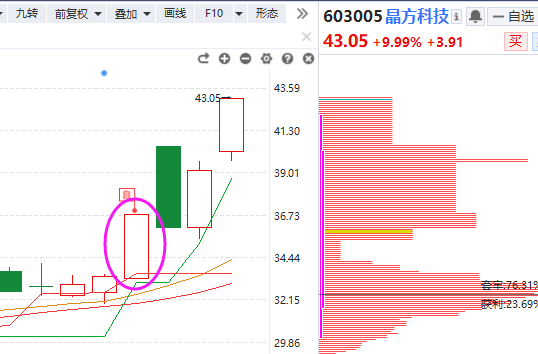 九转 前复权 叠加 画线 F10 形态
603005 晶方科技 自选
43.05 +9.99% +3.91 买
43.05
43.59
41.30
39.01
36.73
34.44
32.15
29.86
套牢:76.31%
获利:23.69%